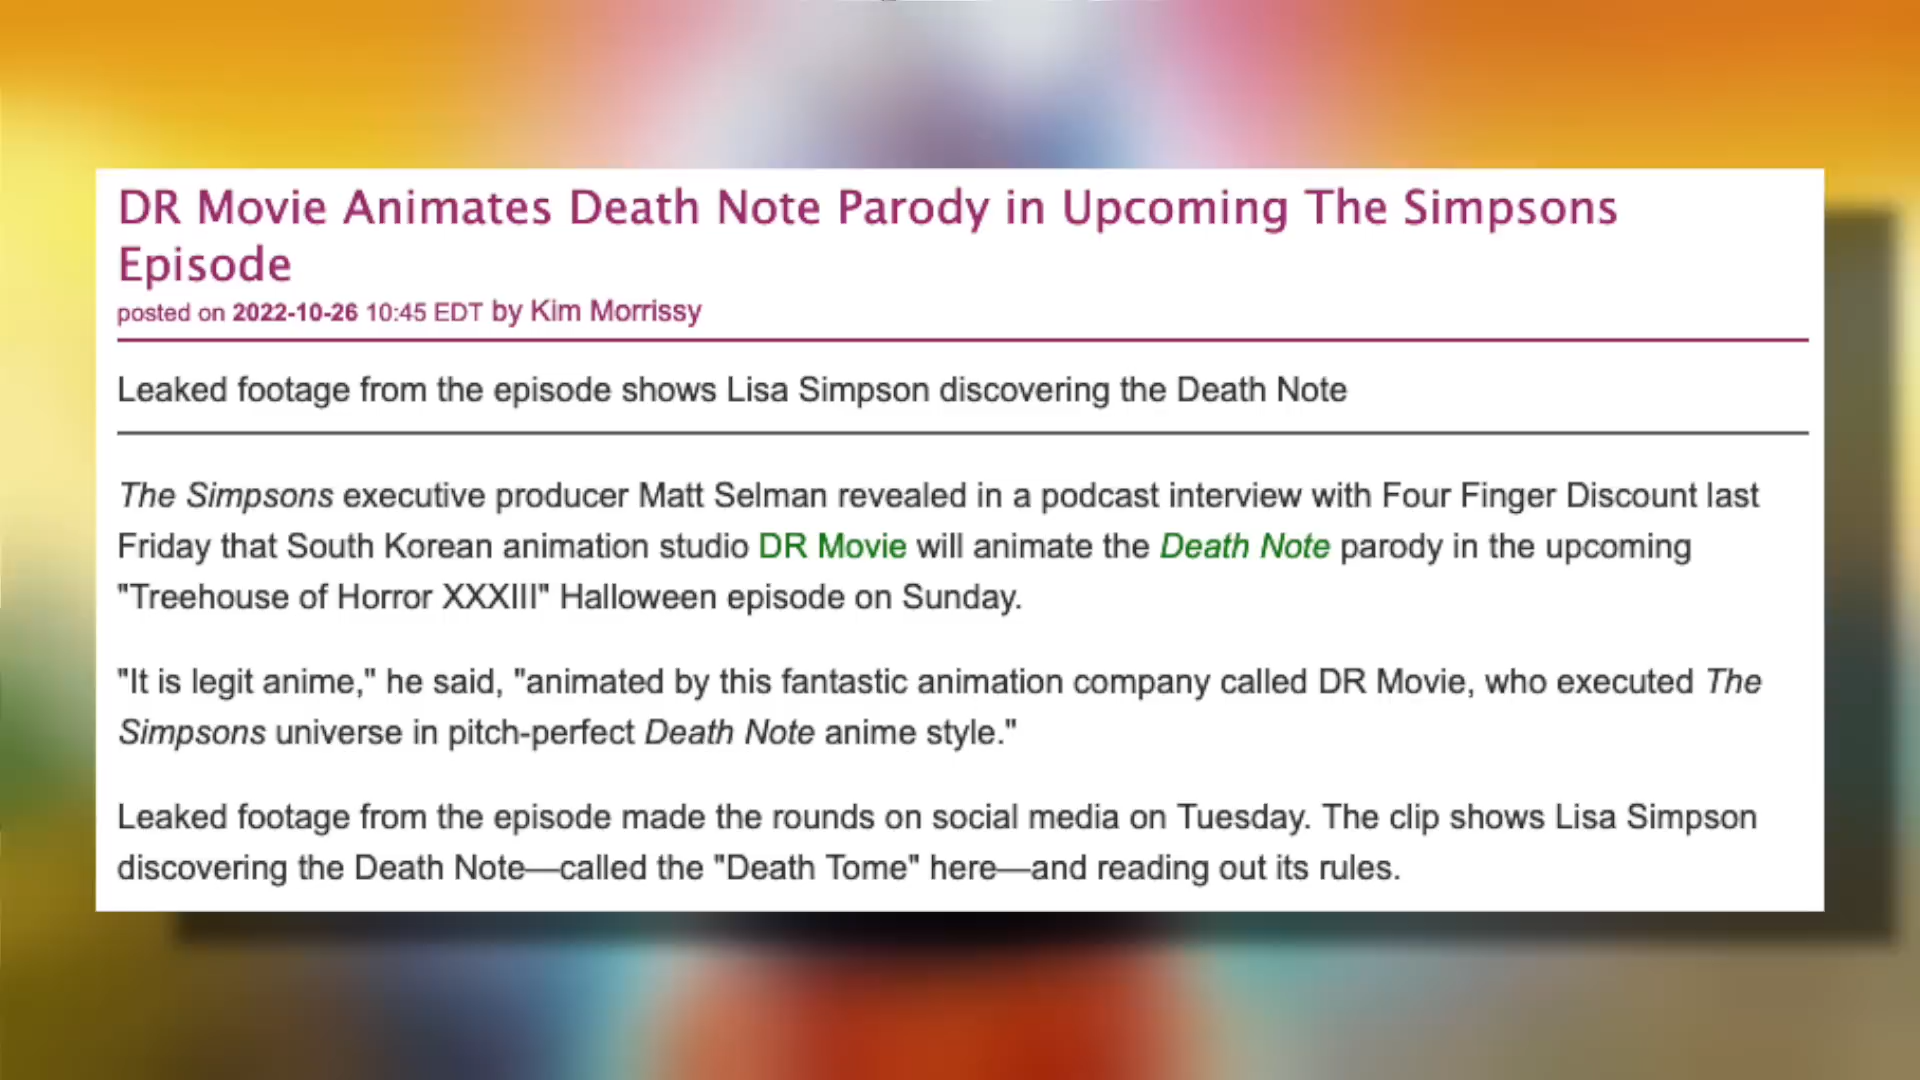 DR Movie Animates Death Note Parody in Upcoming The Simpsons
Episode
posted on 2022-10-26 10:45 EDT by Kim Morrissy
Leaked footage from the episode shows Lisa Simpson discovering the Death Note
The Simpsons executive producer Matt Selman revealed in a podcast interview with Four Finger Discount last
Friday that South Korean animation studio DR Movie will animate the Death Note parody in the upcoming
"Treehouse of Horror XXXIII" Halloween episode on Sunday.
"It is legit anime," he said, "animated by this fantastic animation company called DR Movie, who executed The
Simpsons universe in pitch-perfect Death Note anime style."
Leaked footage from the episode made the rounds on social media on Tuesday. The clip shows Lisa Simpson
discovering the Death Note—called the "Death Tome" here—and reading out its rules.